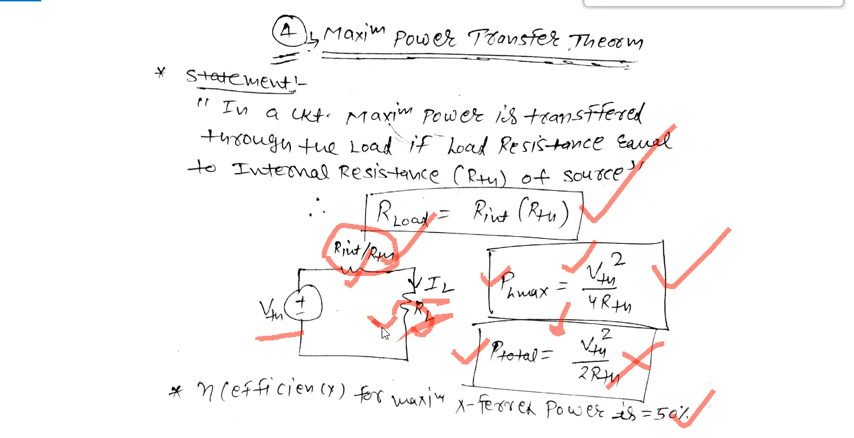 4 ↳ Maxiᵐ Power Transfer Theorm
* Statement:-
" In a ckt. Maxiᵐ Power is transffered
through the Load if Load Resistance Equal
to Internal Resistance (Rth) of source"
∴ RLoad = Rint (Rth)
Rint/Rth
IL
Vth + RL
PLmax = Vth² / 4Rth
Ptotal = Vth² / 2Rth
* η(efficiency) for maxiᵐ x-ferred Power is = 50%